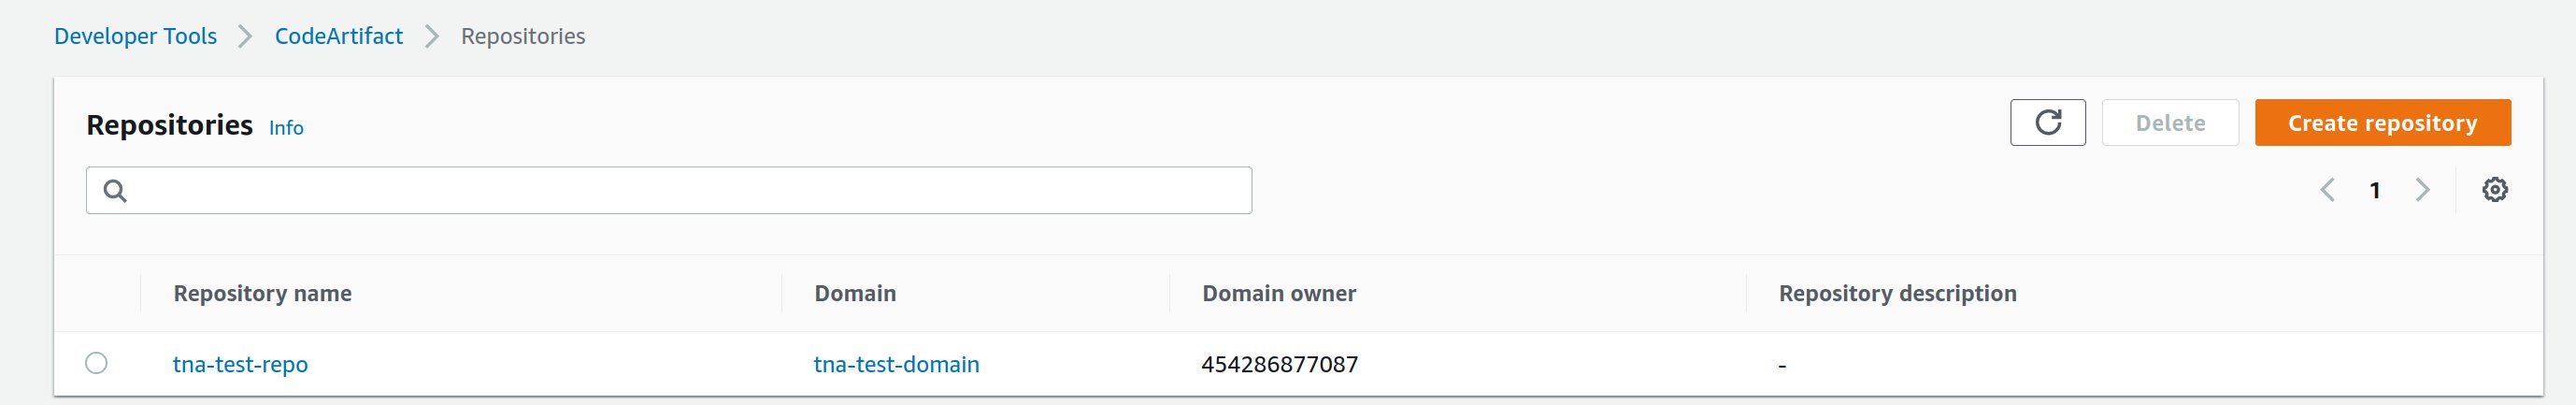 Developer Tools CodeArtifact Repositories
Repositories Info
Delete Create repository
1
Repository name Domain Domain owner Repository description
tna-test-repo tna-test-domain 454286877087 -